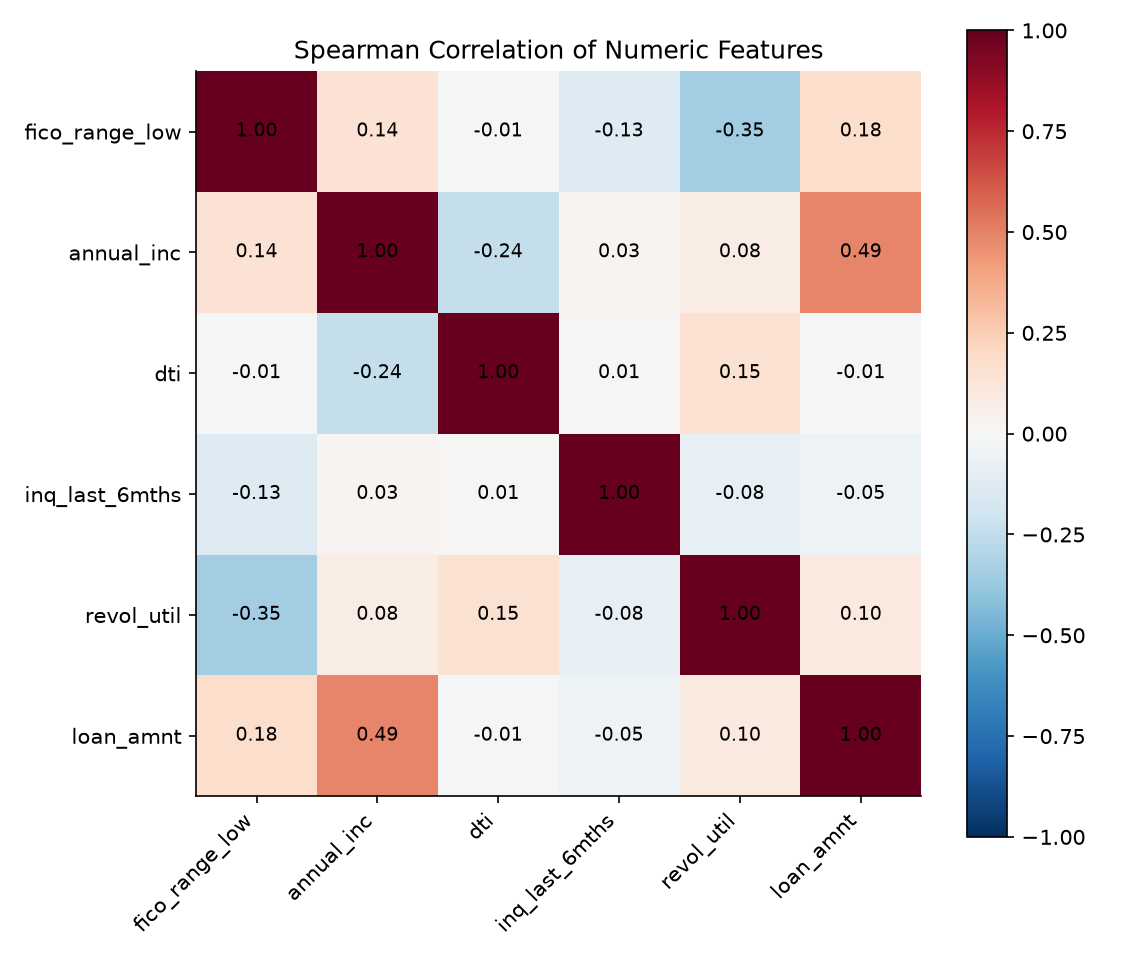 Spearman Correlation of Numeric Features
fico_range_low 1.00 0.14 -0.01 -0.13 -0.35 0.18
annual_inc 0.14 1.00 -0.24 0.03 0.08 0.49
dti -0.01 -0.24 1.00 0.01 0.15 -0.01
inq_last_6mths -0.13 0.03 0.01 1.00 -0.08 -0.05
revol_util -0.35 0.08 0.15 -0.08 1.00 0.10
loan_amnt 0.18 0.49 -0.01 -0.05 0.10 1.00
fico_range_low annual_inc dti inq_last_6mths revol_util loan_amnt
1.00
0.75
0.50
0.25
0.00
−0.25
−0.50
−0.75
−1.00